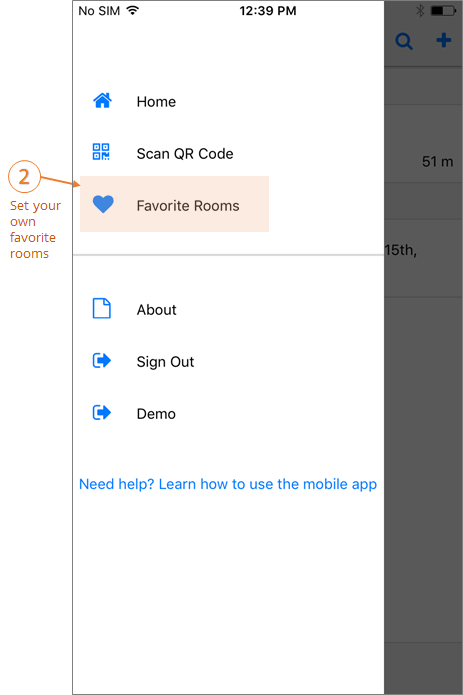 No SIM 12:39 PM
Home
Scan QR Code
51 m
2
Favorite Rooms
Set your
own
favorite
rooms
15th,
About
Sign Out
Demo
Need help? Learn how to use the mobile app